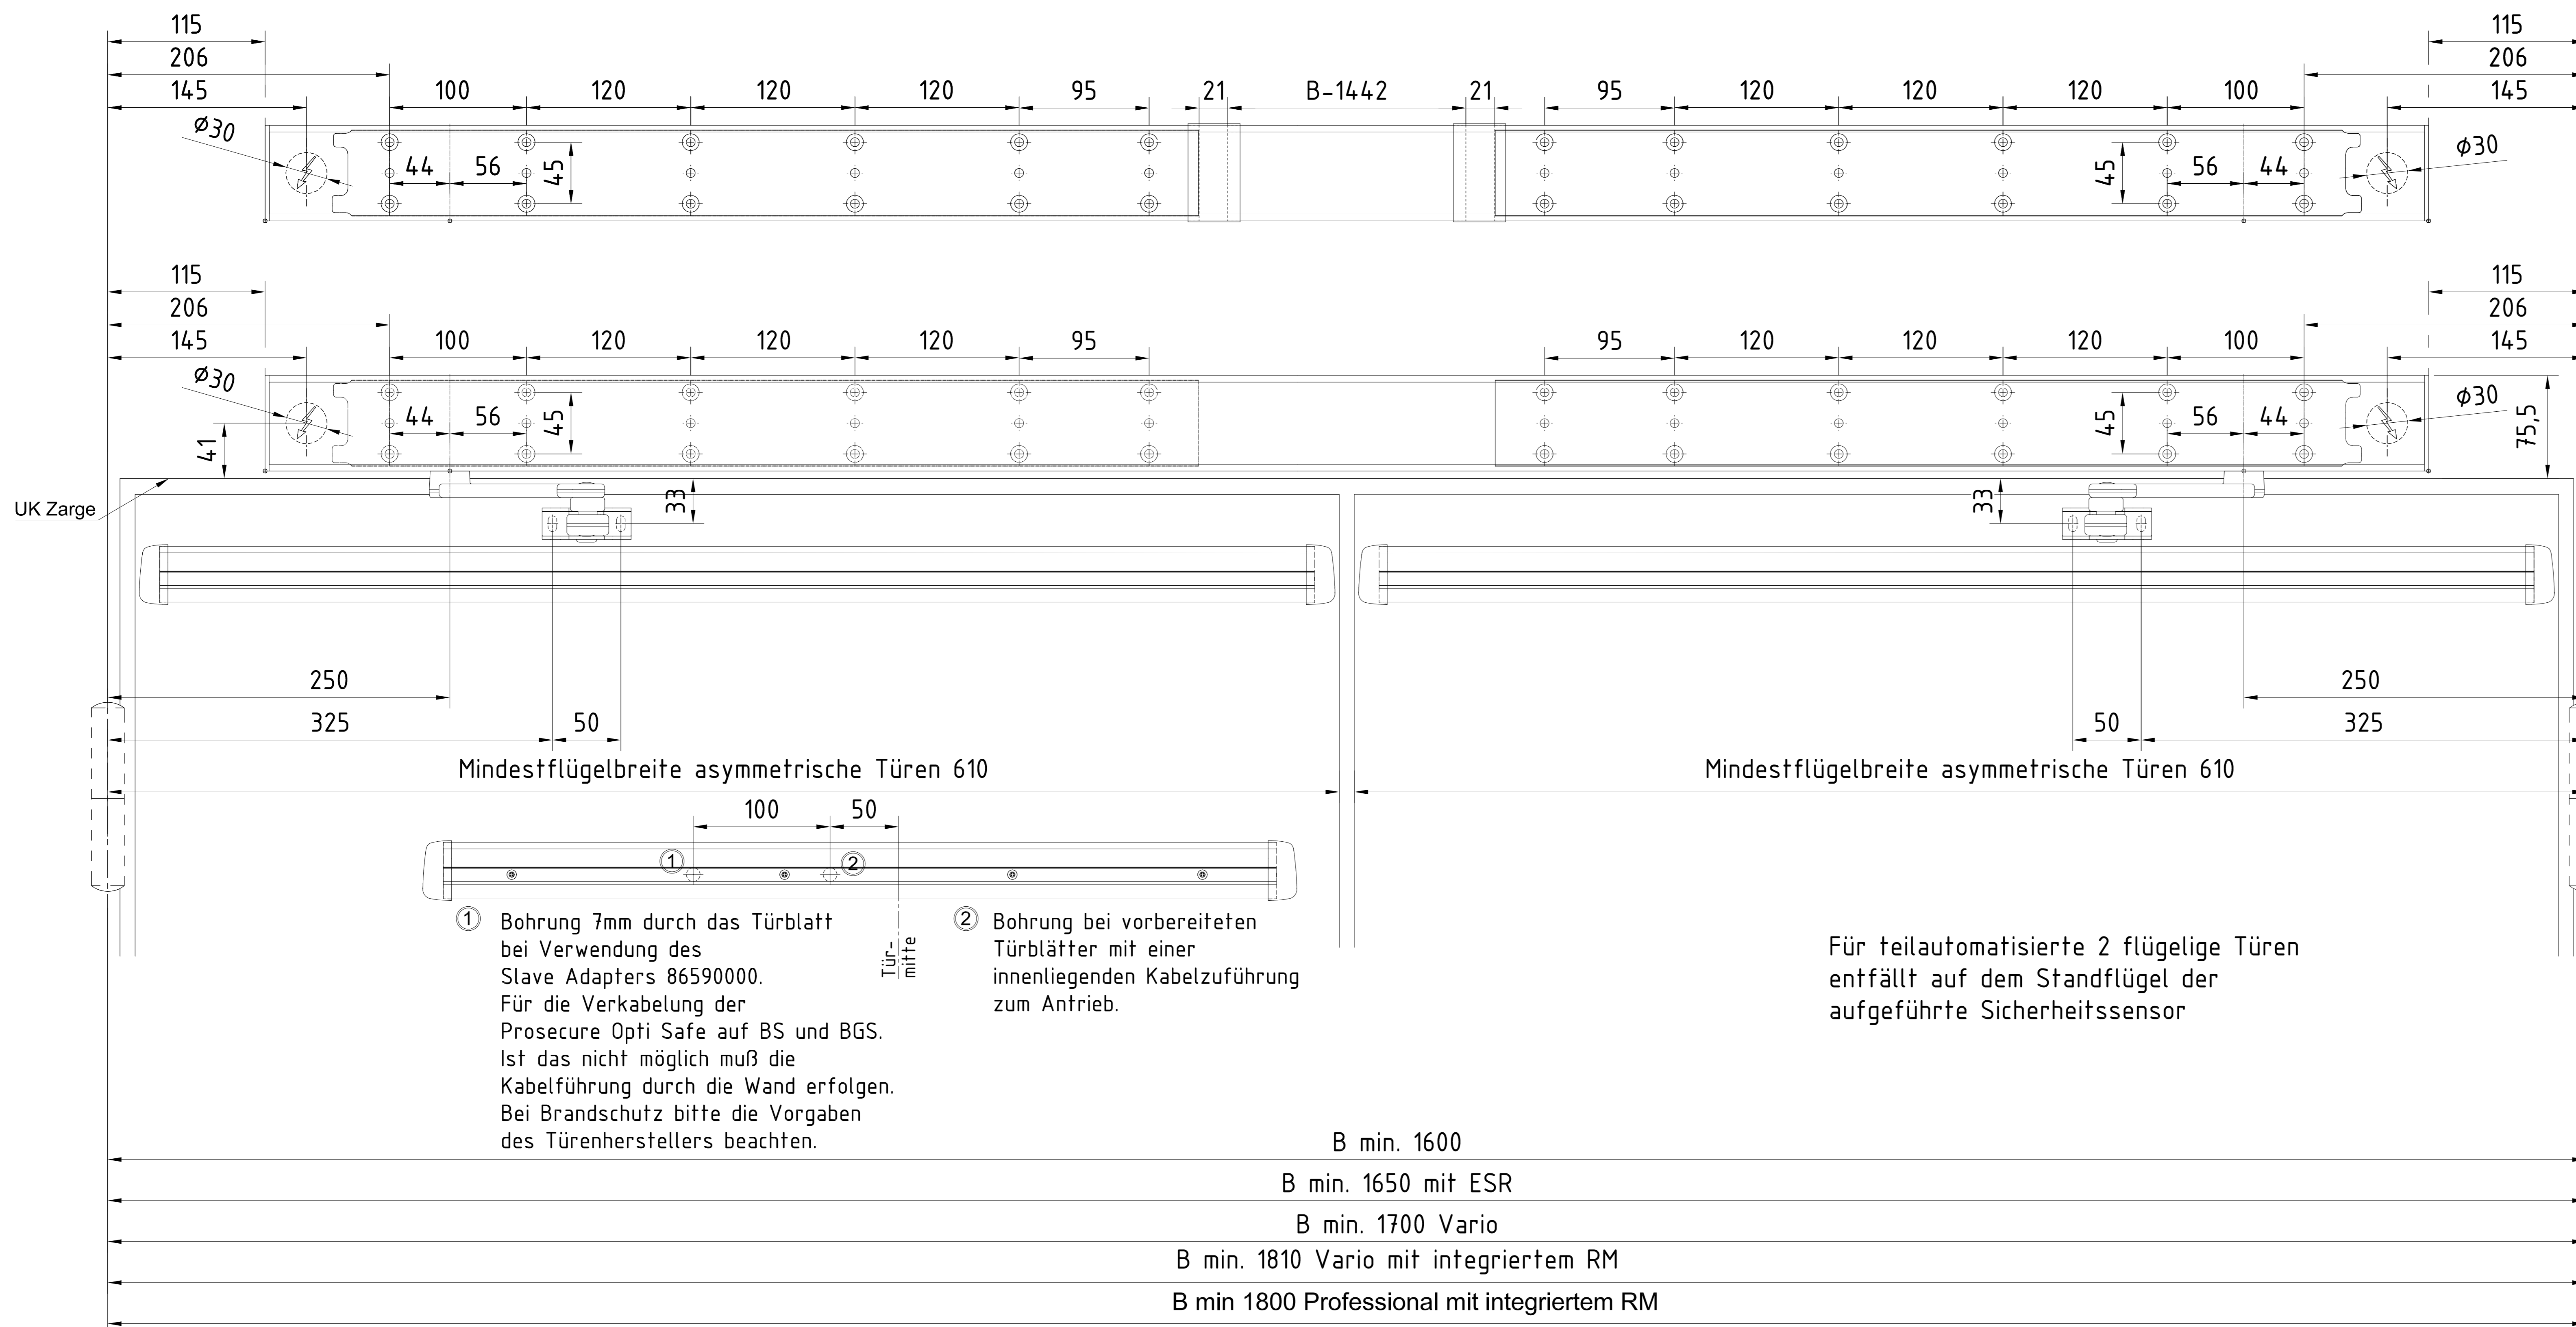 115
115
206
206
145
100
120
120
120
95
21
B-1442
21
95
120
120
120
100
145
ϕ30
44
56
45
45
56
44
ϕ30
115
115
206
206
145
100
120
120
120
95
95
120
120
120
100
145
ϕ30
44
56
45
45
56
44
ϕ30
41
75,5
UK Zarge
33
33
250
250
325
50
50
325
Mindestflügelbreite asymmetrische Türen 610
Mindestflügelbreite asymmetrische Türen 610
100
50
1
2
1
Bohrung 7mm durch das Türblatt
bei Verwendung des
Slave Adapters 86590000.
Für die Verkabelung der
Prosecure Opti Safe auf BS und BGS.
Ist das nicht möglich muß die
Kabelführung durch die Wand erfolgen.
Bei Brandschutz bitte die Vorgaben
des Türenherstellers beachten.
Tür-
mitte
2
Bohrung bei vorbereiteten
Türblätter mit einer
innenliegenden Kabelzuführung
zum Antrieb.
Für teilautomatisierte 2 flügelige Türen
entfällt auf dem Standflügel der
aufgeführte Sicherheitssensor
B min. 1600
B min. 1650 mit ESR
B min. 1700 Vario
B min. 1810 Vario mit integriertem RM
B min 1800 Professional mit integriertem RM